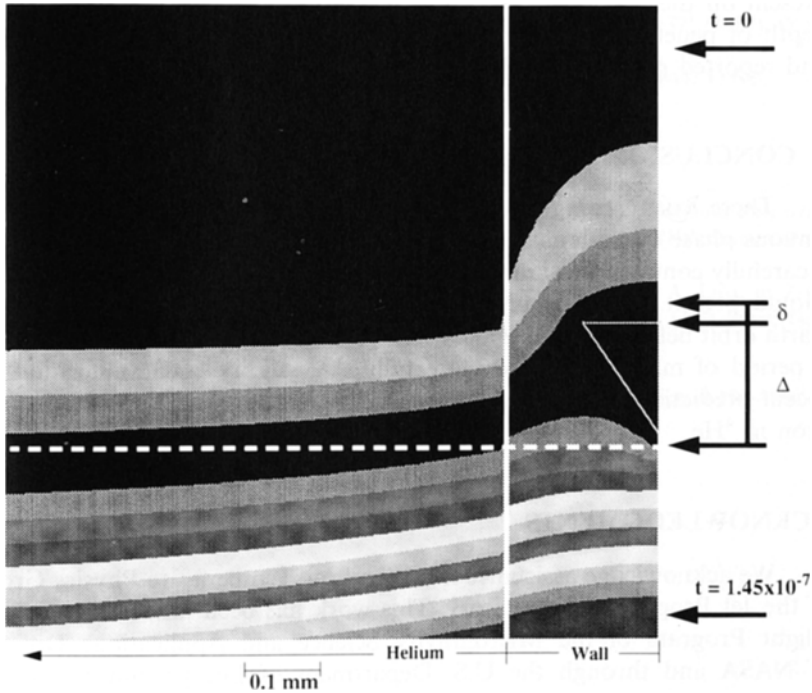 t = 0
δ
Δ
t = 1.45x10⁻⁷
Helium
Wall
0.1 mm